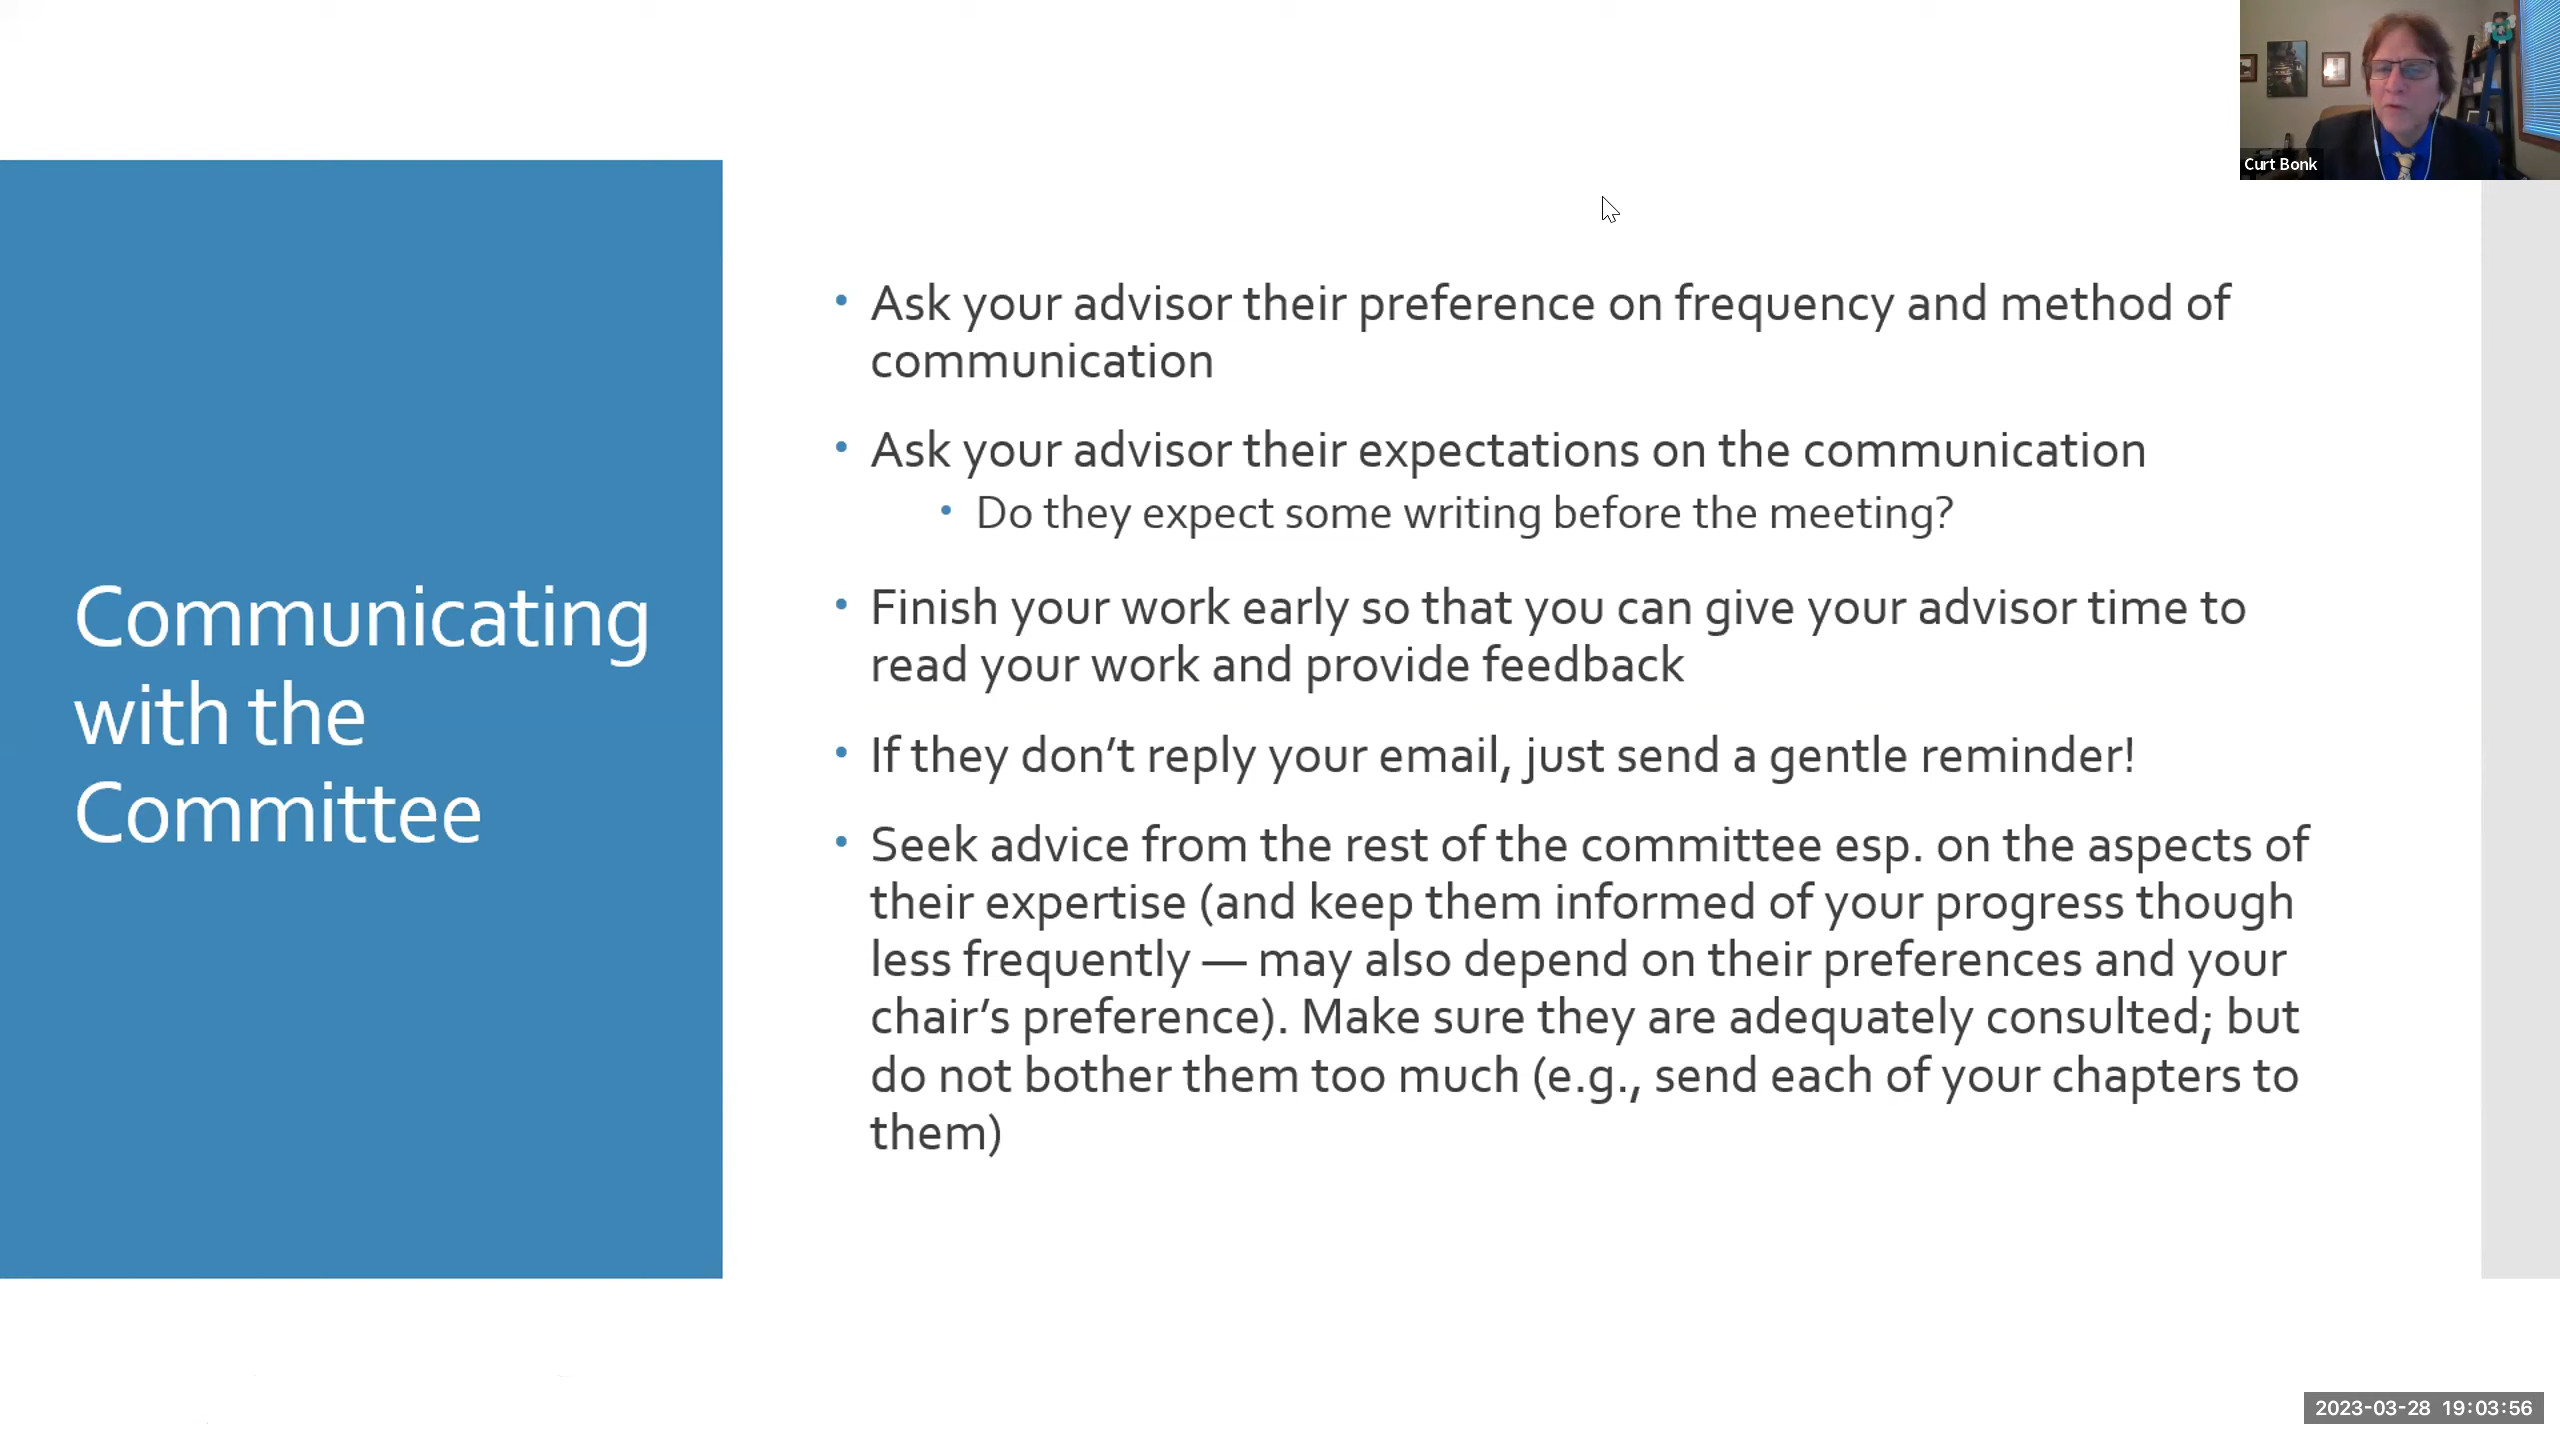 Curt Bonk
Communicating
with the
Committee
• Ask your advisor their preference on frequency and method of
communication
• Ask your advisor their expectations on the communication
• Do they expect some writing before the meeting?
• Finish your work early so that you can give your advisor time to
read your work and provide feedback
• If they don’t reply your email, just send a gentle reminder!
• Seek advice from the rest of the committee esp. on the aspects of
their expertise (and keep them informed of your progress though
less frequently — may also depend on their preferences and your
chair’s preference). Make sure they are adequately consulted; but
do not bother them too much (e.g., send each of your chapters to
them)
2023-03-28 19:03:56